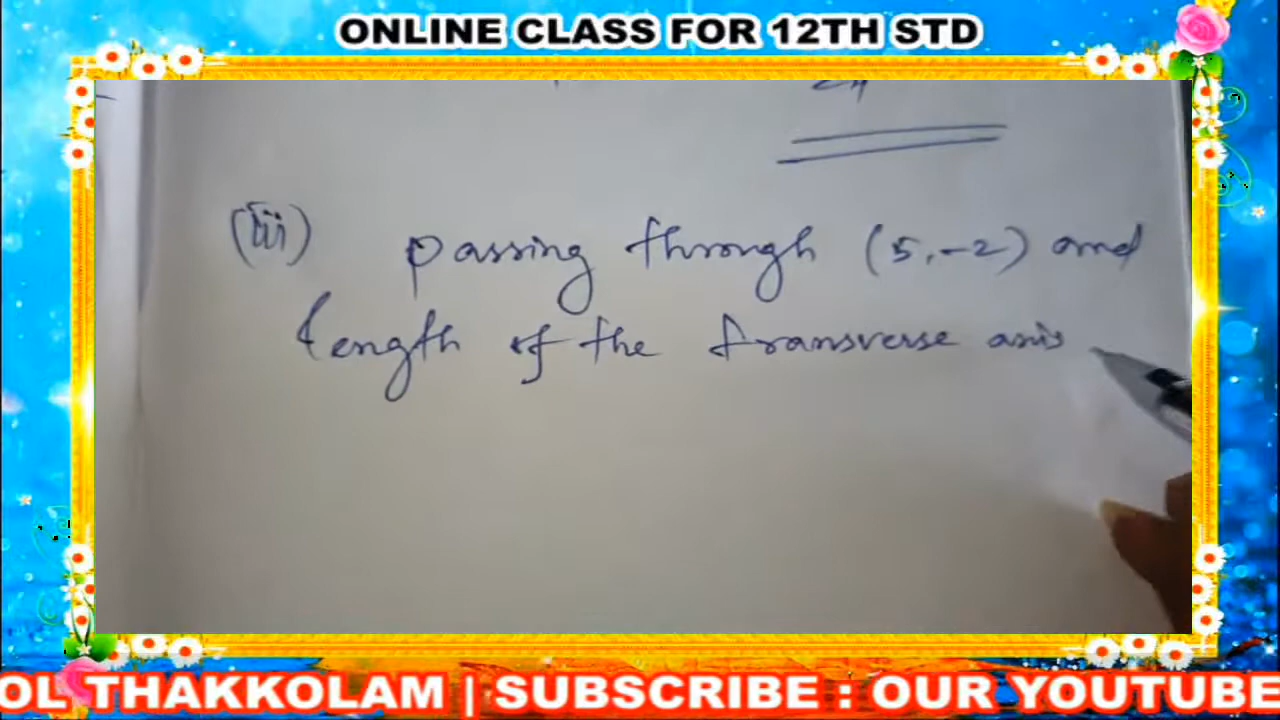 ONLINE CLASS FOR 12TH STD
(iii) passing through (5,-2) and
length of the transverse axis
OL THAKKOLAM | SUBSCRIBE : OUR YOUTUBE